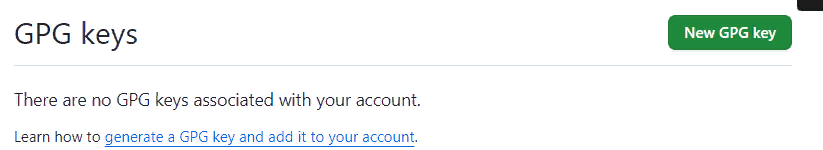 GPG keys
New GPG key
There are no GPG keys associated with your account.
Learn how to generate a GPG key and add it to your account.